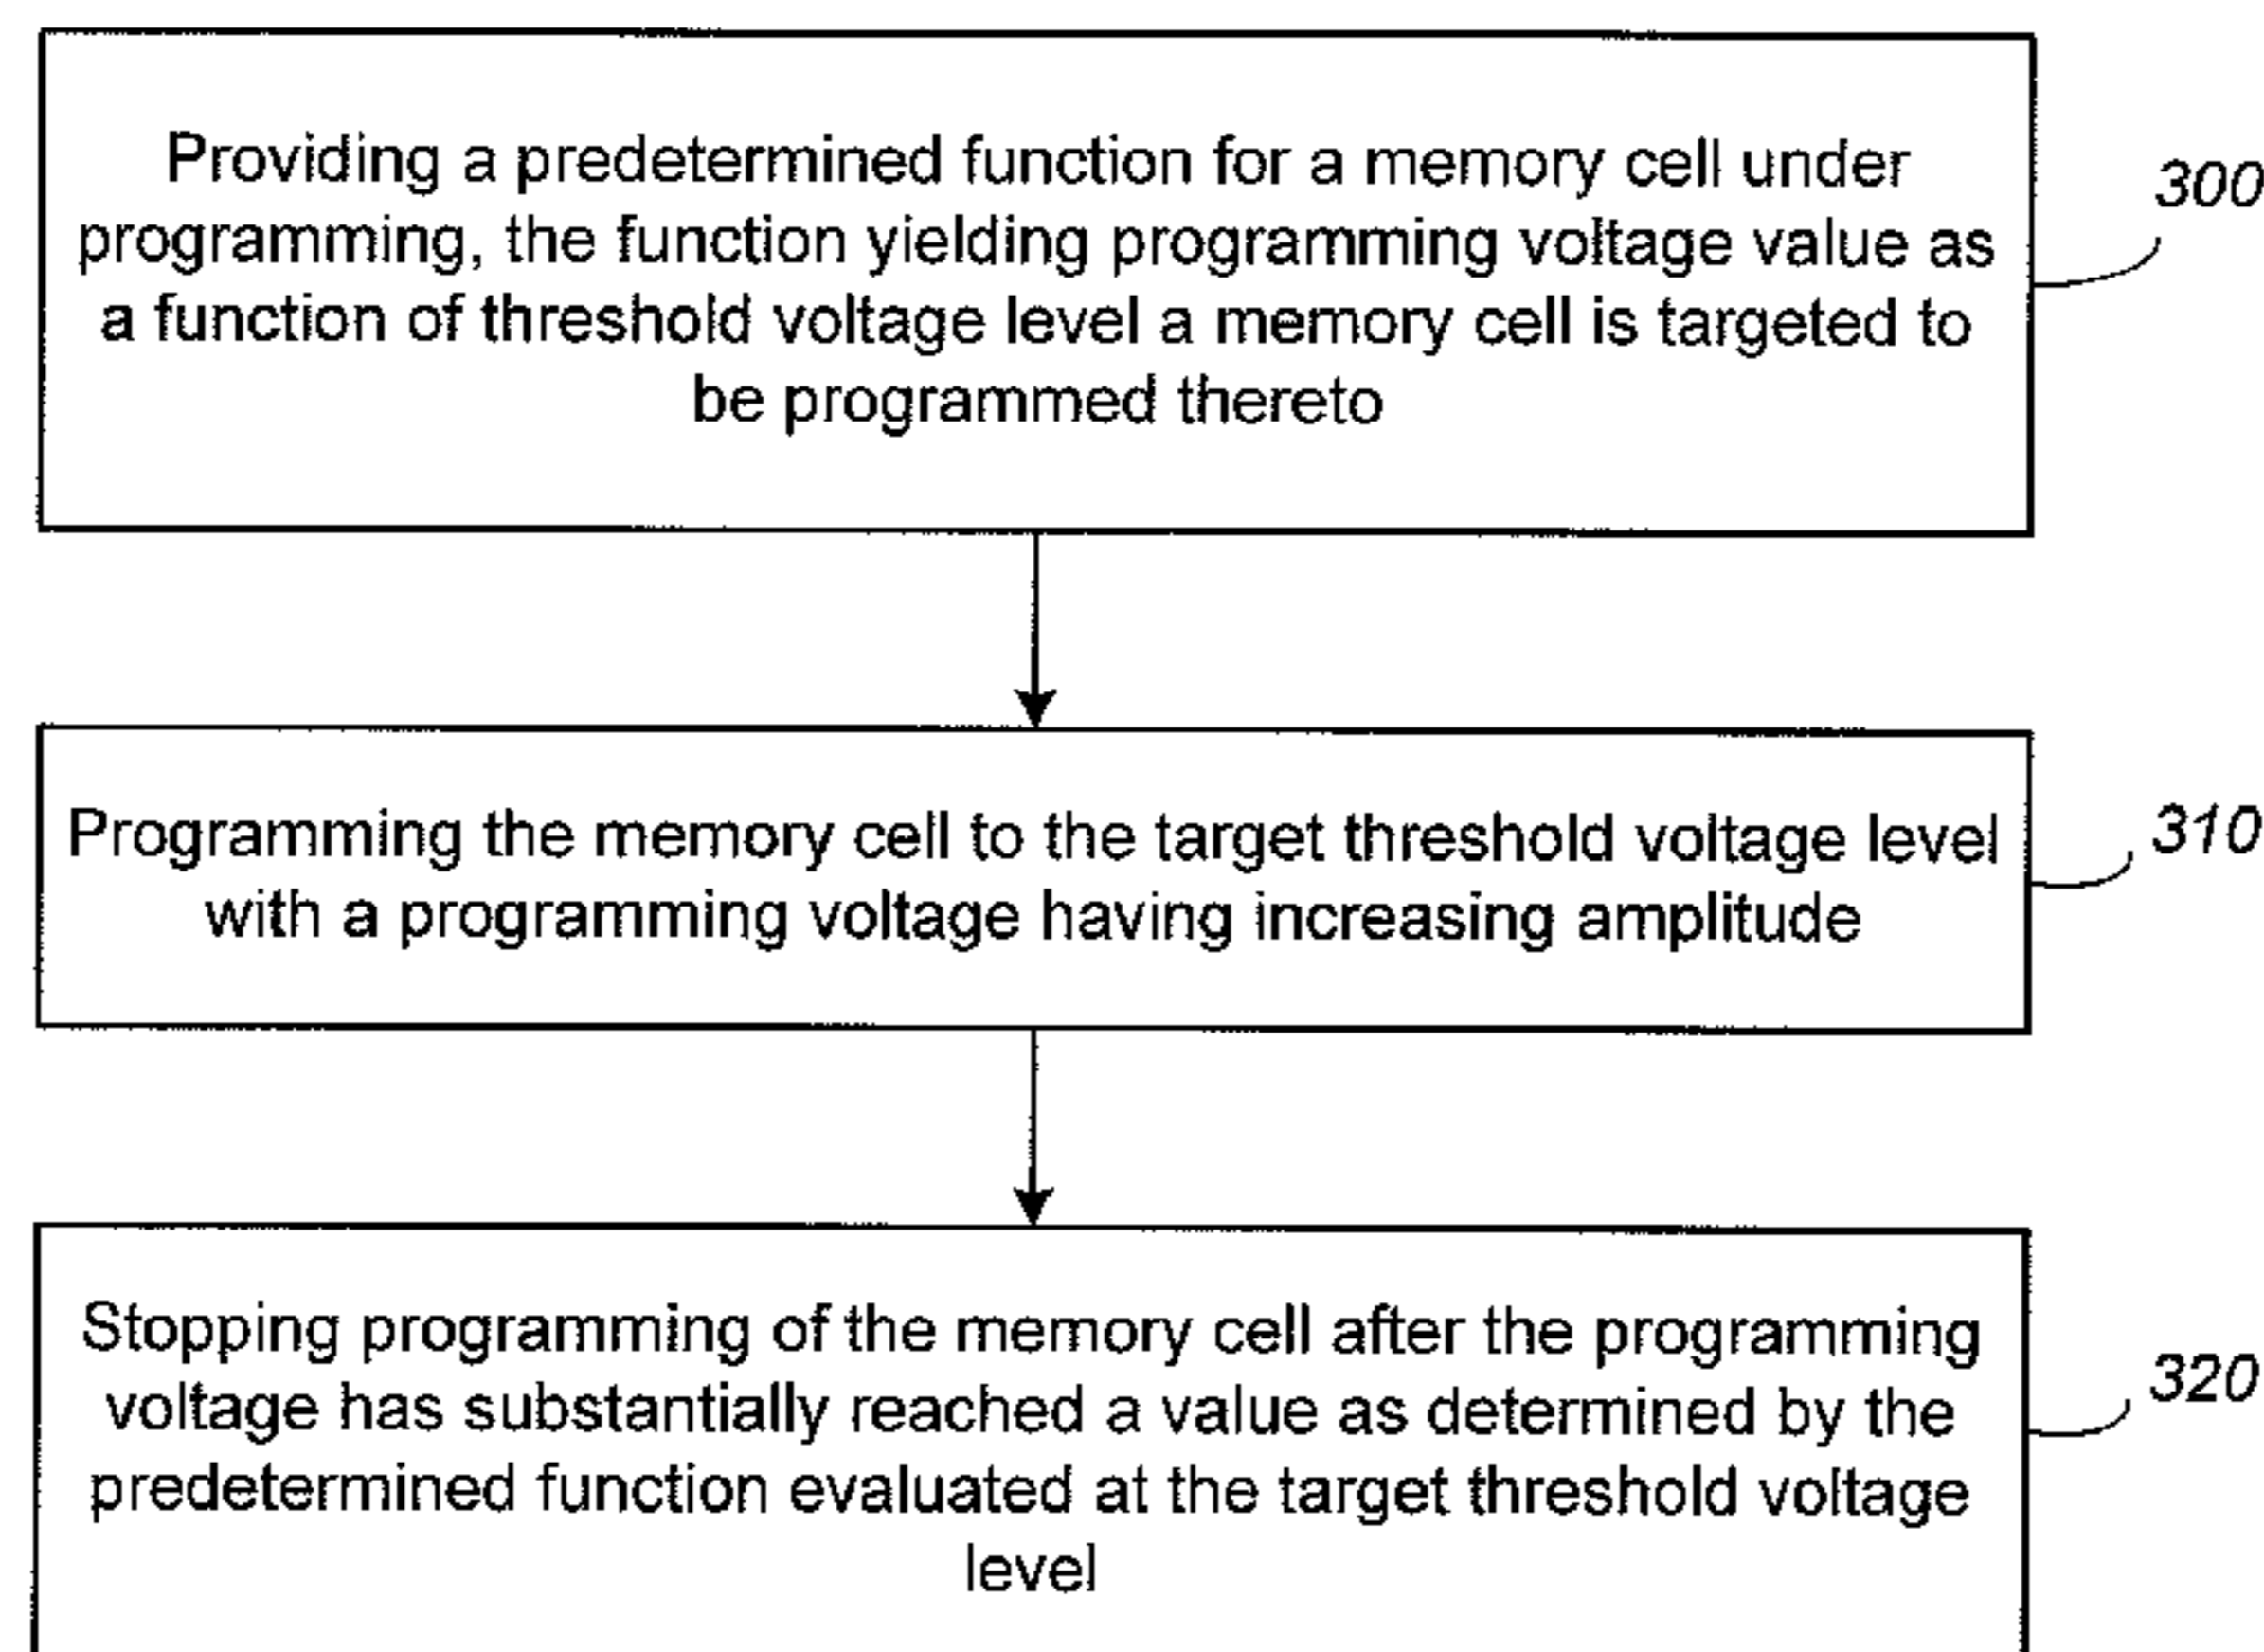 Providing a predetermined function for a memory cell under
programming, the function yielding programming voltage value as
a function of threshold voltage level a memory cell is targeted to
be programmed thereto
300
Programming the memory cell to the target threshold voltage level
with a programming voltage having increasing amplitude
310
Stopping programming of the memory cell after the programming
voltage has substantially reached a value as determined by the
predetermined function evaluated at the target threshold voltage
level
320